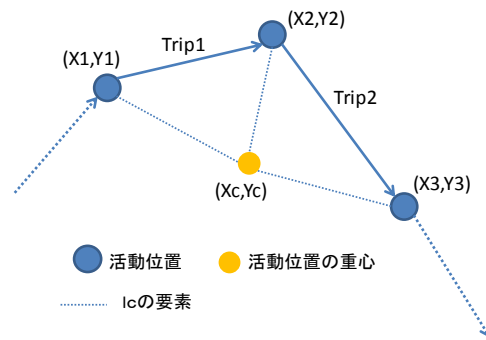 (X2,Y2)
Trip1
(X1,Y1)
Trip2
(X3,Y3)
(Xc,Yc)
活動位置
活動位置の重心
Icの要素